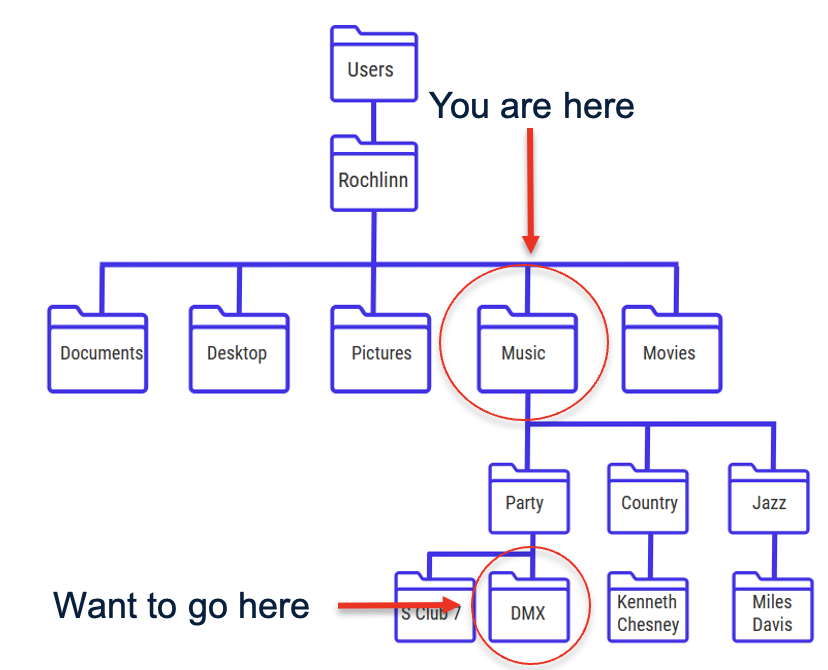 Users
You are here
Rochlinn
Documents
Desktop
Pictures
Music
Movies
Party
Country
Jazz
Want to go here
S Club 7
DMX
Kenneth
Chesney
Miles
Davis